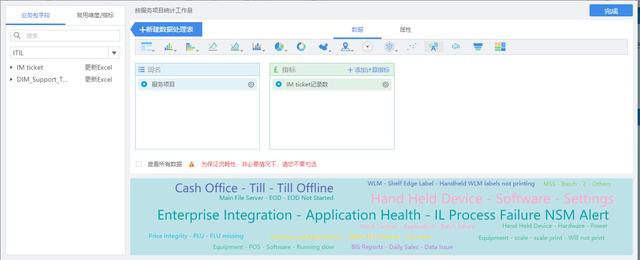 业务包字段 复用维度/指标
搜索
ITIL
IM ticket 更新Excel
DIM_Support_T... 更新Excel
按服务项目统计工作量
完成
+新建数据处理表
数据 属性
词名
服务项目
指标 +添加计算指标
IM ticket记录数
查看所有数据 为保证流畅性，非必要情况下，请您不要勾选
Cash Office - Till - Till Offline
WLM - Shelf Edge Label - Handheld WLM labels not printing
MSS - Batch - 2 - Others
Main File Server - EOD - EOD Not Started
Hand Held Device - Software - Settings
Enterprise Integration - Application Health - IL Process Failure NSM Alert
Hand Held Device - Hardware - Power
Price Integrity - PLU - PLU missing
Equipment - scale - scale print - Will not print
Equipment - POS - Software - Running slow
BIG Reports - Daily Sales - Data Issue